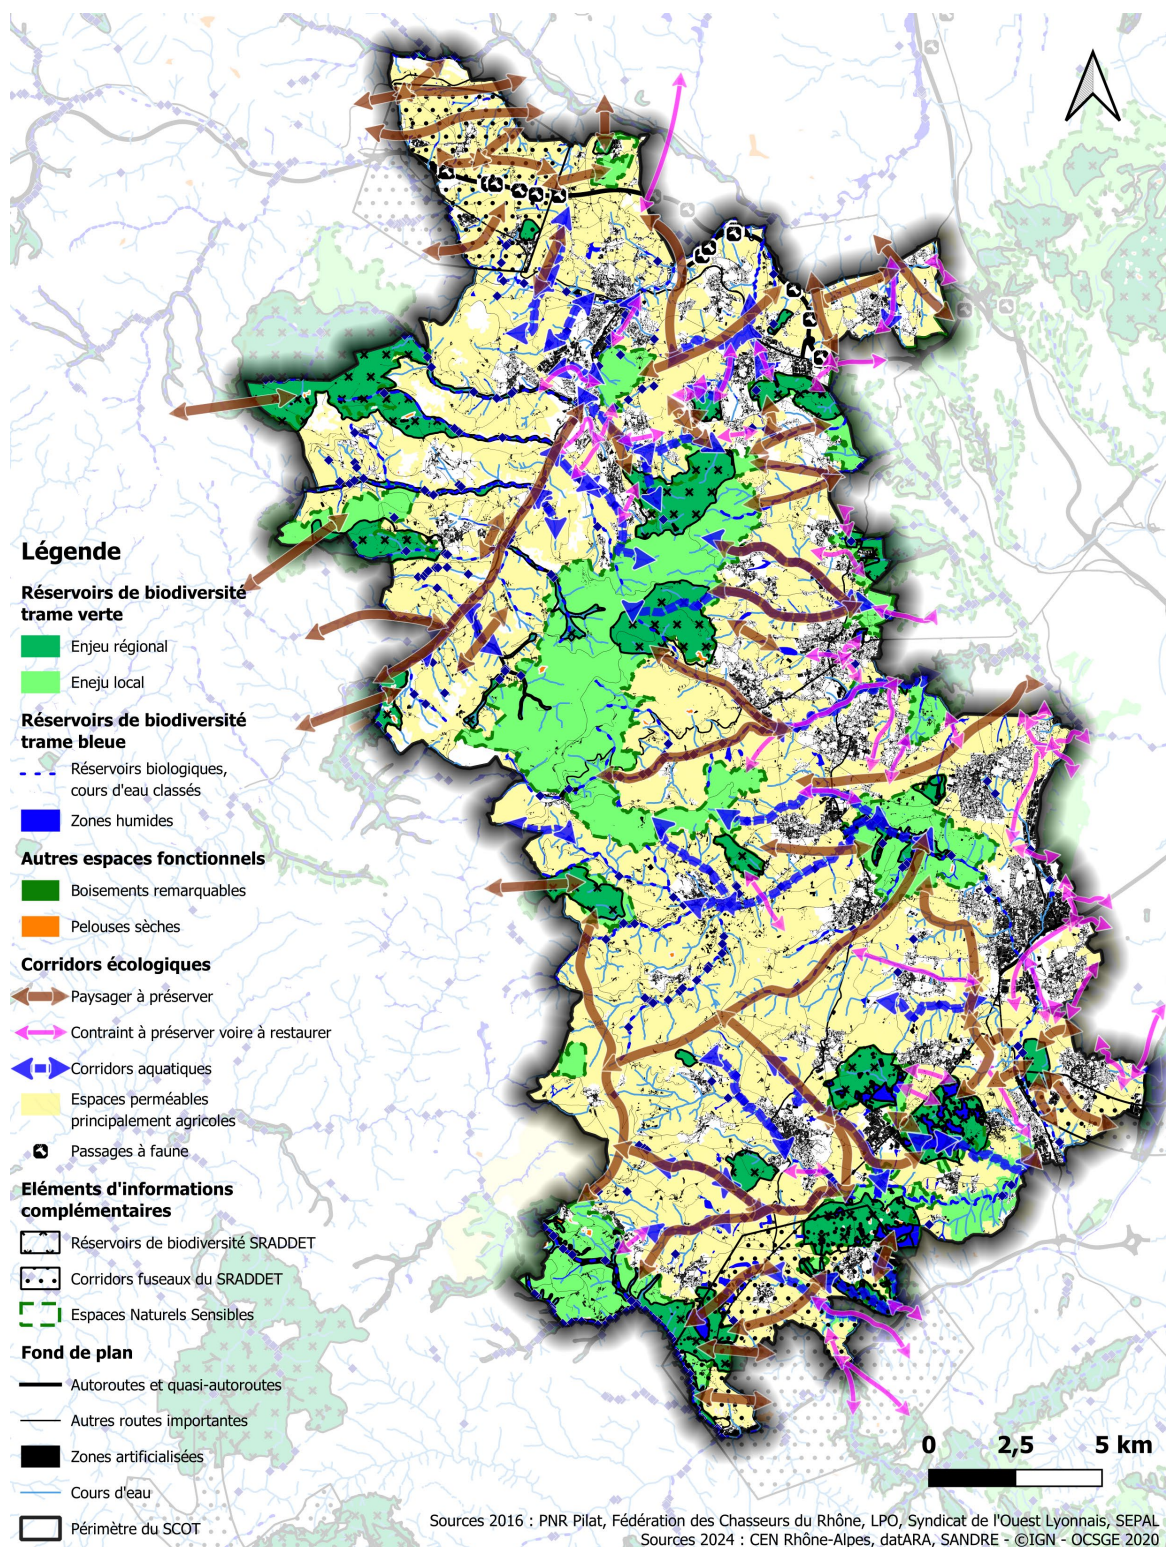 Légende
Réservoirs de biodiversité
trame verte
Enjeu régional
Eneju local
Réservoirs de biodiversité
trame bleue
Réservoirs biologiques,
cours d'eau classés
Zones humides
Autres espaces fonctionnels
Boisements remarquables
Pelouses sèches
Corridors écologiques
Paysager à préserver
Contraint à préserver voire à restaurer
Corridors aquatiques
Espaces perméables
principalement agricoles
Passages à faune
Eléments d'informations
complémentaires
Réservoirs de biodiversité SRADDET
Corridors fuseaux du SRADDET
Espaces Naturels Sensibles
Fond de plan
Autoroutes et quasi-autoroutes
Autres routes importantes
Zones artificialisées
Cours d'eau
Périmètre du SCOT
0 2,5 5 km
Sources 2016 : PNR Pilat, Fédération des Chasseurs du Rhône, LPO, Syndicat de l'Ouest Lyonnais, SEPAL
Sources 2024 : CEN Rhône-Alpes, datARA, SANDRE - ©IGN - OCSGE 2020